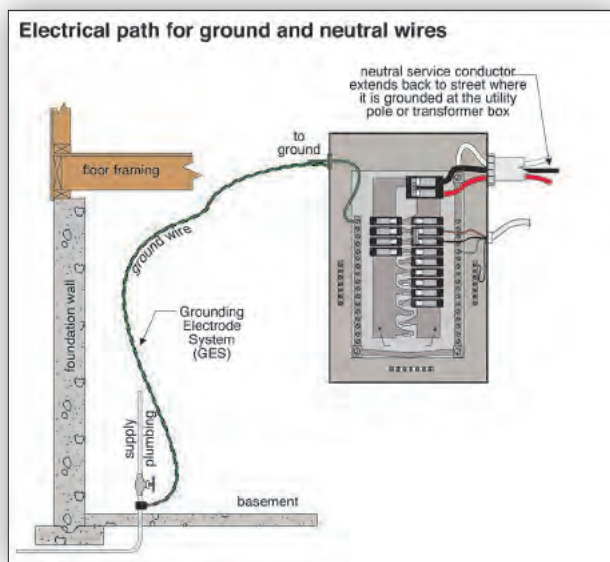 Electrical path for ground and neutral wires
neutral service conductor
extends back to street where
it is grounded at the utility
pole or transformer box
to
ground
floor framing
ground wire
foundation wall
Grounding
Electrode
System
(GES)
supply
plumbing
basement